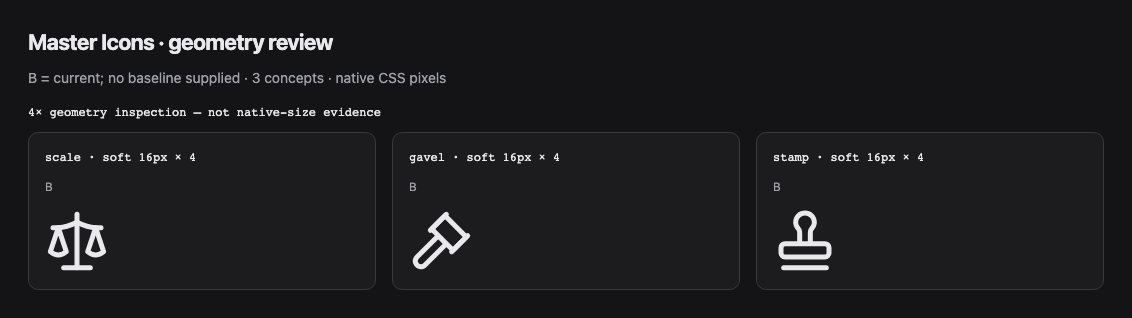 Master Icons · geometry review
B = current; no baseline supplied · 3 concepts · native CSS pixels
4× geometry inspection — not native-size evidence
scale · soft 16px × 4
B
gavel · soft 16px × 4
B
stamp · soft 16px × 4
B